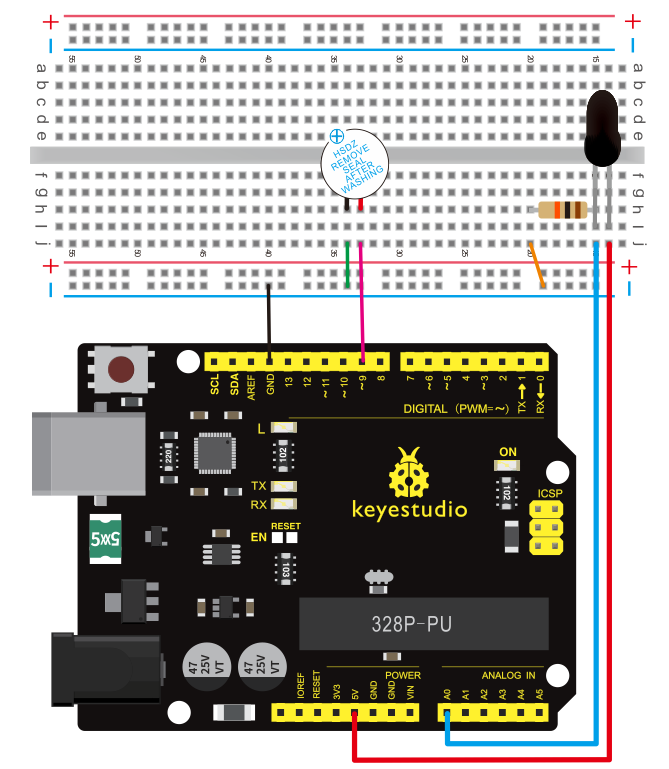 + +
− −
55 50 45 40 35 30 25 20 15
a a
b b
c c
d d
e e
HSDZ
REMOVE
SEAL
AFTER
WASHING
f f
g g
h h
i i
j j
55 50 45 40 35 30 25 20
+ +
− −
SCL
SDA
AREF
GND
13
12
~11
~10
~9
8
7
~6
~5
4
~3
2
TX→1
RX←0
DIGITAL (PWM=~)
L
220
102
TX
RX
ON
102
keyestudio
ICSP
RESET
EN
5xx5
103
328P-PU
47
25V
VT
47
25V
VT
IOREF
RESET
3V3
5V
GND
GND
VIN
POWER
ANALOG IN
A0
A1
A2
A3
A4
A5